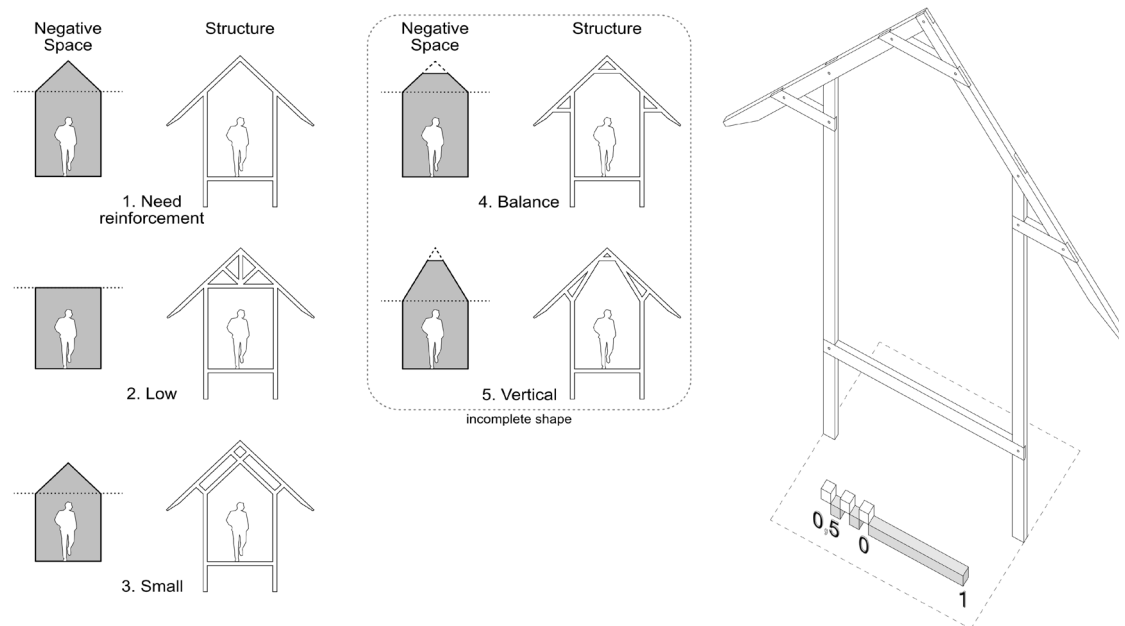 Negative
Space
Structure
1. Need
reinforcement
2. Low
3. Small
Negative
Space
Structure
4. Balance
5. Vertical
incomplete shape
0,5
0
1